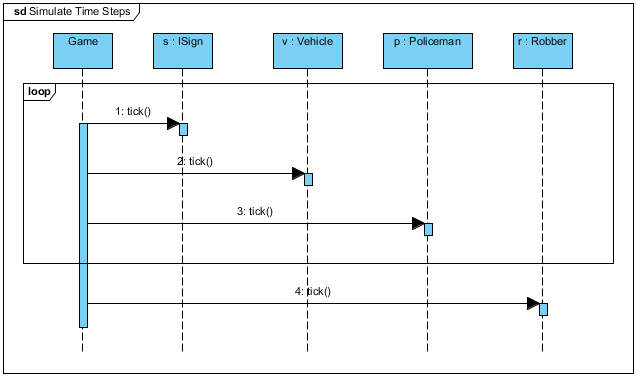 sd Simulate Time Steps
Game
s : ISign
v : Vehicle
p : Policeman
r : Robber
loop
1: tick()
2: tick()
3: tick()
4: tick()